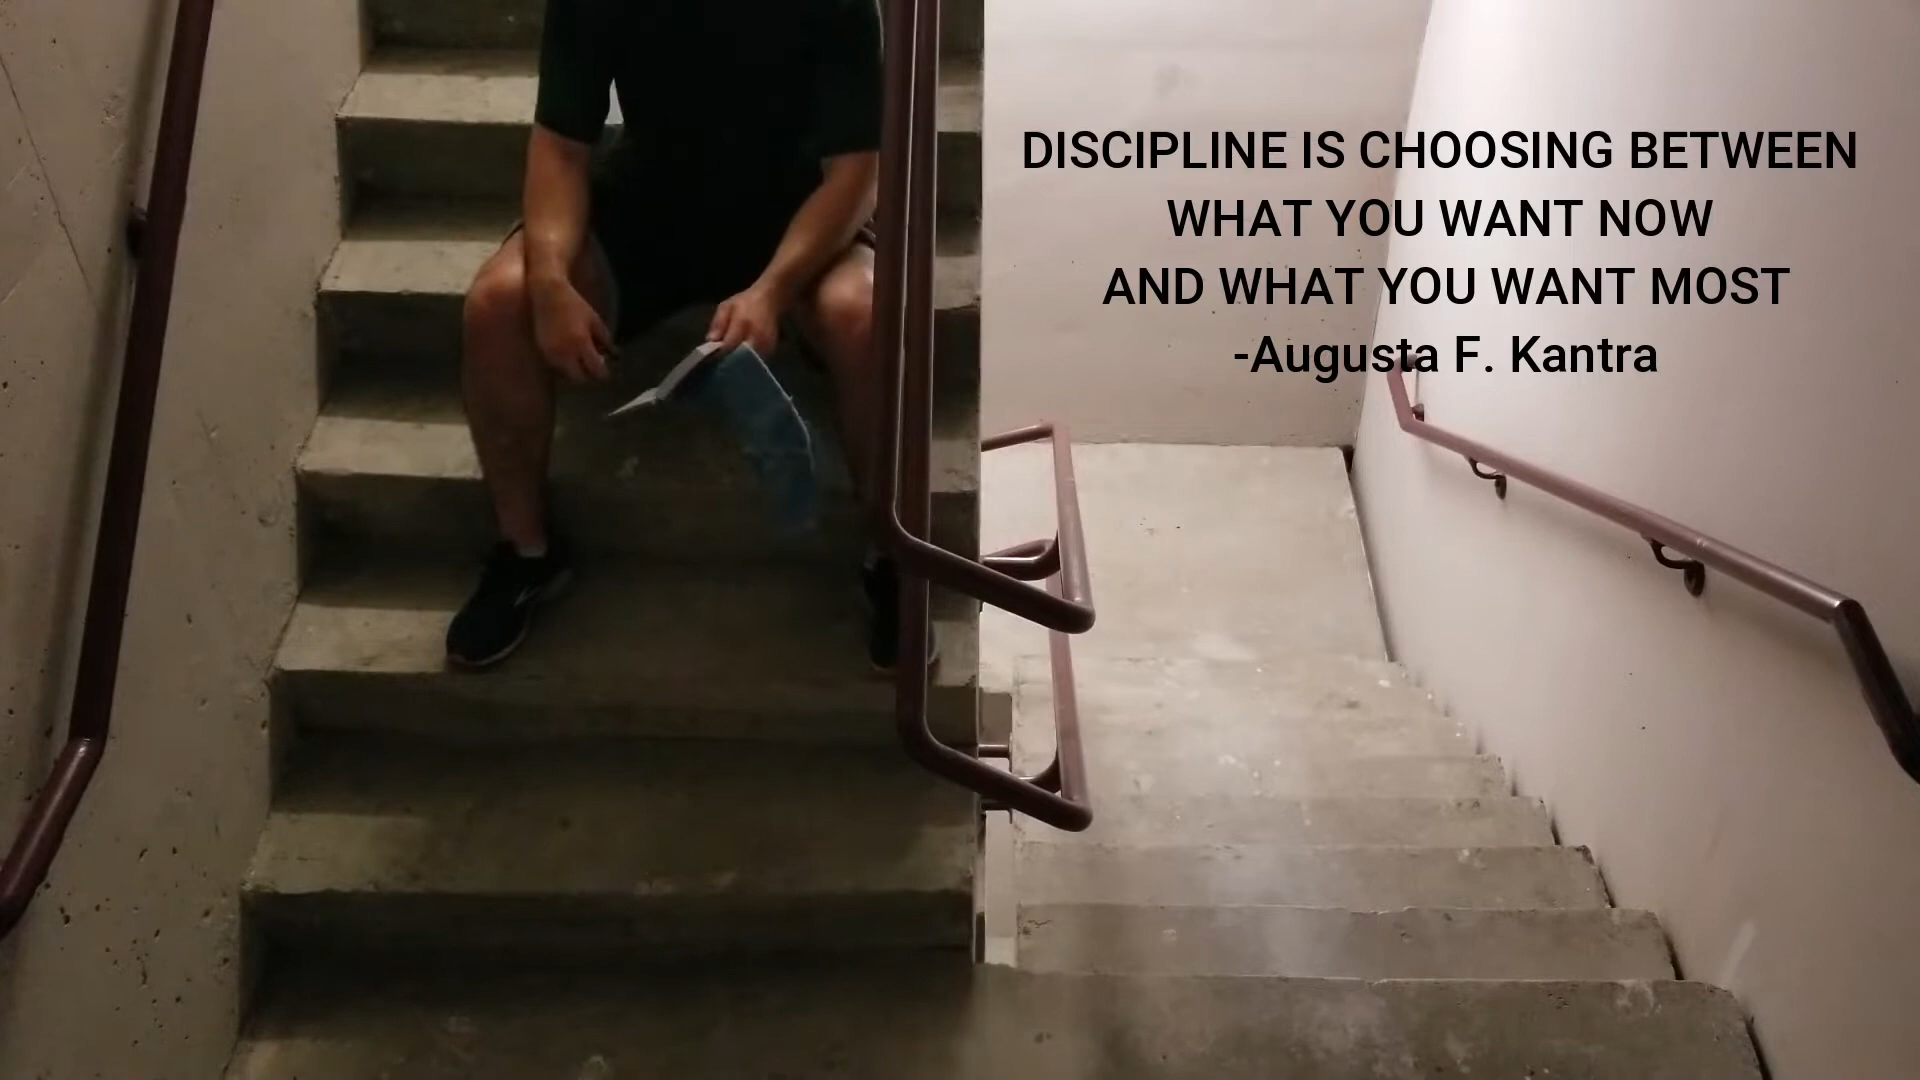 DISCIPLINE IS CHOOSING BETWEEN
WHAT YOU WANT NOW
AND WHAT YOU WANT MOST
-Augusta F. Kantra